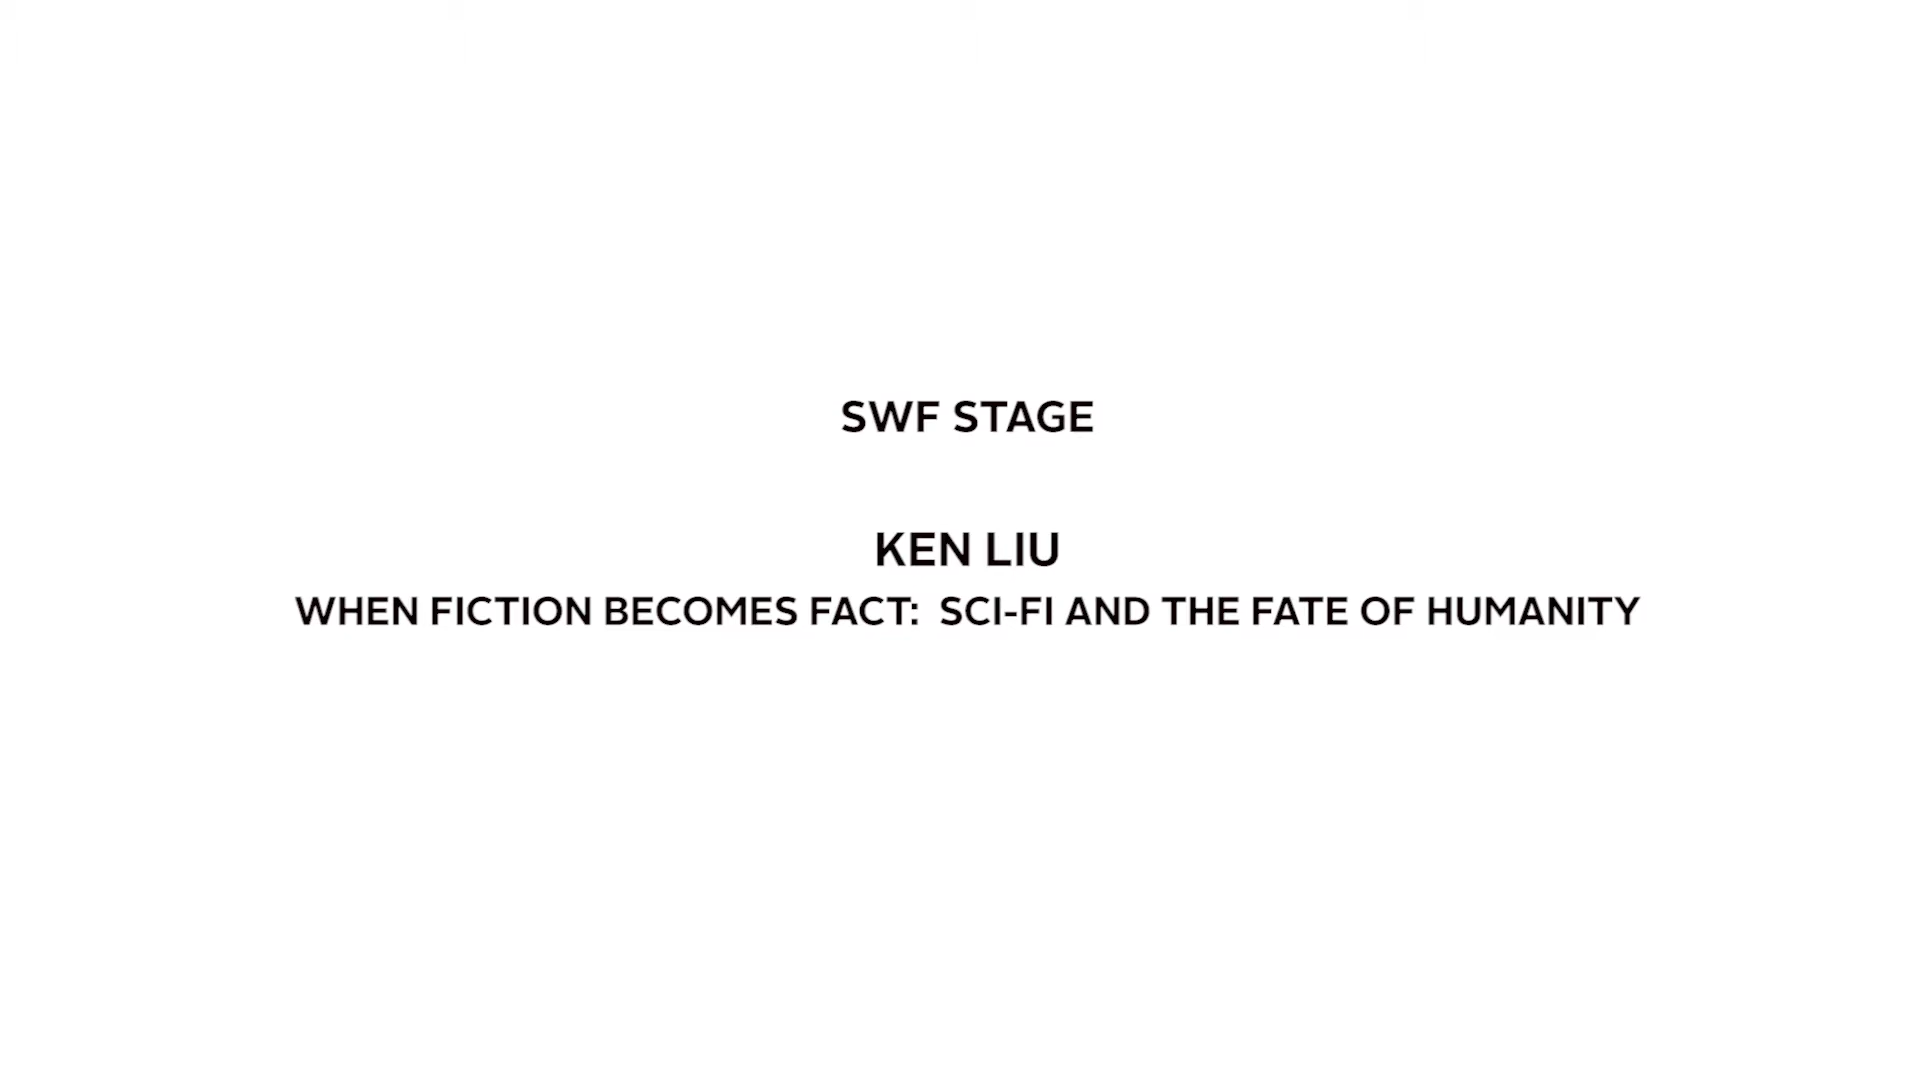 SWF STAGE
KEN LIU
WHEN FICTION BECOMES FACT:  SCI-FI AND THE FATE OF HUMANITY